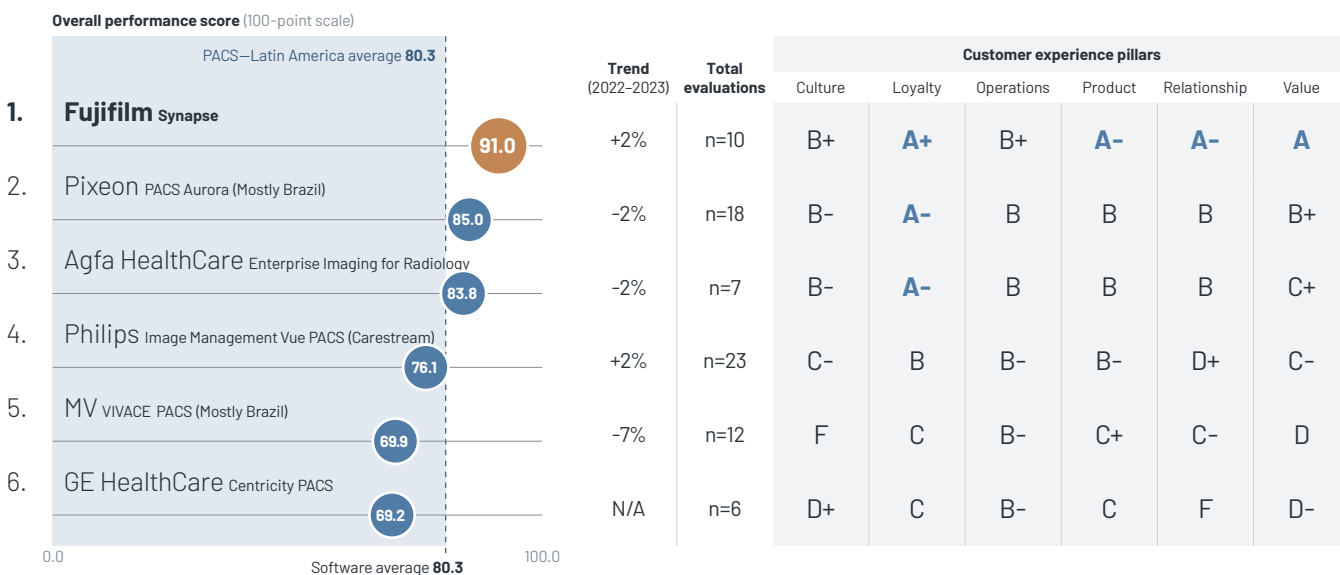 Overall performance score (100-point scale)
PACS—Latin America average 80.3
Trend (2022–2023)
Total evaluations
Customer experience pillars
Culture Loyalty Operations Product Relationship Value
1. Fujifilm Synapse
91.0 +2% n=10 B+ A+ B+ A- A- A
2. Pixeon PACS Aurora (Mostly Brazil)
85.0 -2% n=18 B- A- B B B B+
3. Agfa HealthCare Enterprise Imaging for Radiology
83.8 -2% n=7 B- A- B B B C+
4. Philips Image Management Vue PACS (Carestream)
76.1 +2% n=23 C- B B- B- D+ C-
5. MV VIVACE PACS (Mostly Brazil)
69.9 -7% n=12 F C B- C+ C- D
6. GE HealthCare Centricity PACS
69.2 N/A n=6 D+ C B- C F D-
0.0 100.0
Software average 80.3